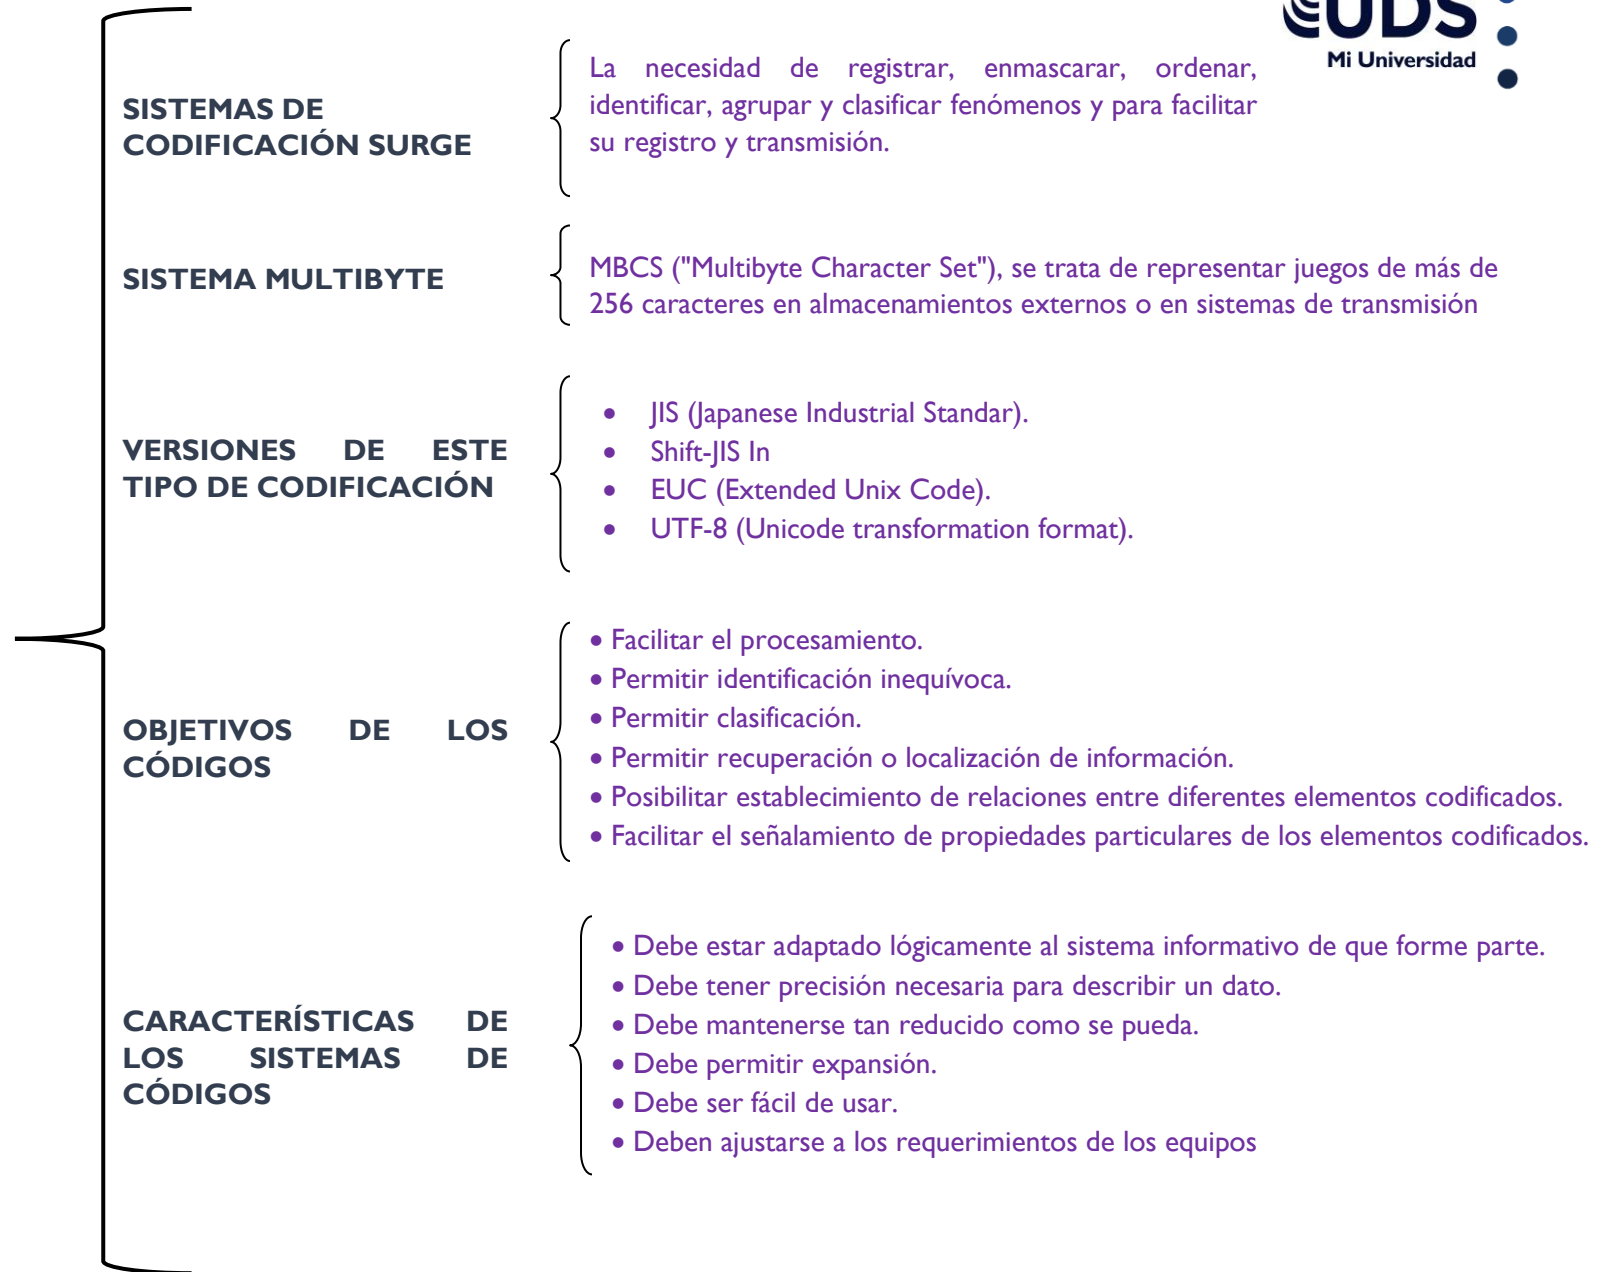 UDS
Mi Universidad
SISTEMAS DE
CODIFICACIÓN SURGE
La necesidad de registrar, enmascarar, ordenar,
identificar, agrupar y clasificar fenómenos y para facilitar
su registro y transmisión.
SISTEMA MULTIBYTE
MBCS ("Multibyte Character Set"), se trata de representar juegos de más de
256 caracteres en almacenamientos externos o en sistemas de transmisión
VERSIONES DE ESTE
TIPO DE CODIFICACIÓN
• JIS (Japanese Industrial Standar).
• Shift-JIS In
• EUC (Extended Unix Code).
• UTF-8 (Unicode transformation format).
OBJETIVOS DE LOS
CÓDIGOS
• Facilitar el procesamiento.
• Permitir identificación inequívoca.
• Permitir clasificación.
• Permitir recuperación o localización de información.
• Posibilitar establecimiento de relaciones entre diferentes elementos codificados.
• Facilitar el señalamiento de propiedades particulares de los elementos codificados.
CARACTERÍSTICAS DE
LOS SISTEMAS DE
CÓDIGOS
• Debe estar adaptado lógicamente al sistema informativo de que forme parte.
• Debe tener precisión necesaria para describir un dato.
• Debe mantenerse tan reducido como se pueda.
• Debe permitir expansión.
• Debe ser fácil de usar.
• Deben ajustarse a los requerimientos de los equipos